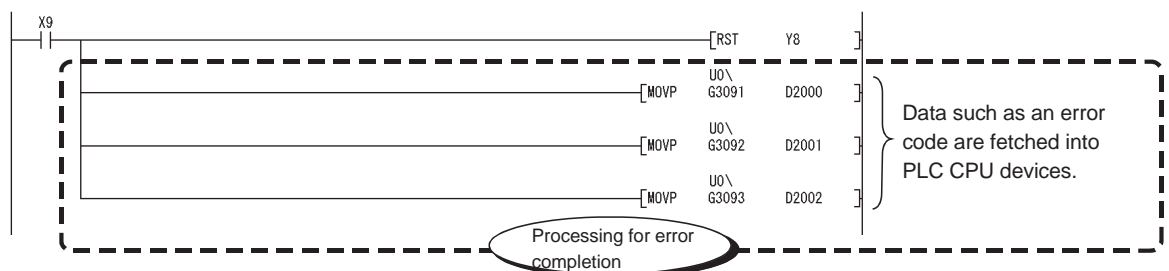 X9
[RST Y8 ]
U0\
[MOVP G3091 D2000 ]
U0\
[MOVP G3092 D2001 ]
U0\
[MOVP G3093 D2002 ]
Data such as an error
code are fetched into
PLC CPU devices.
Processing for error
completion